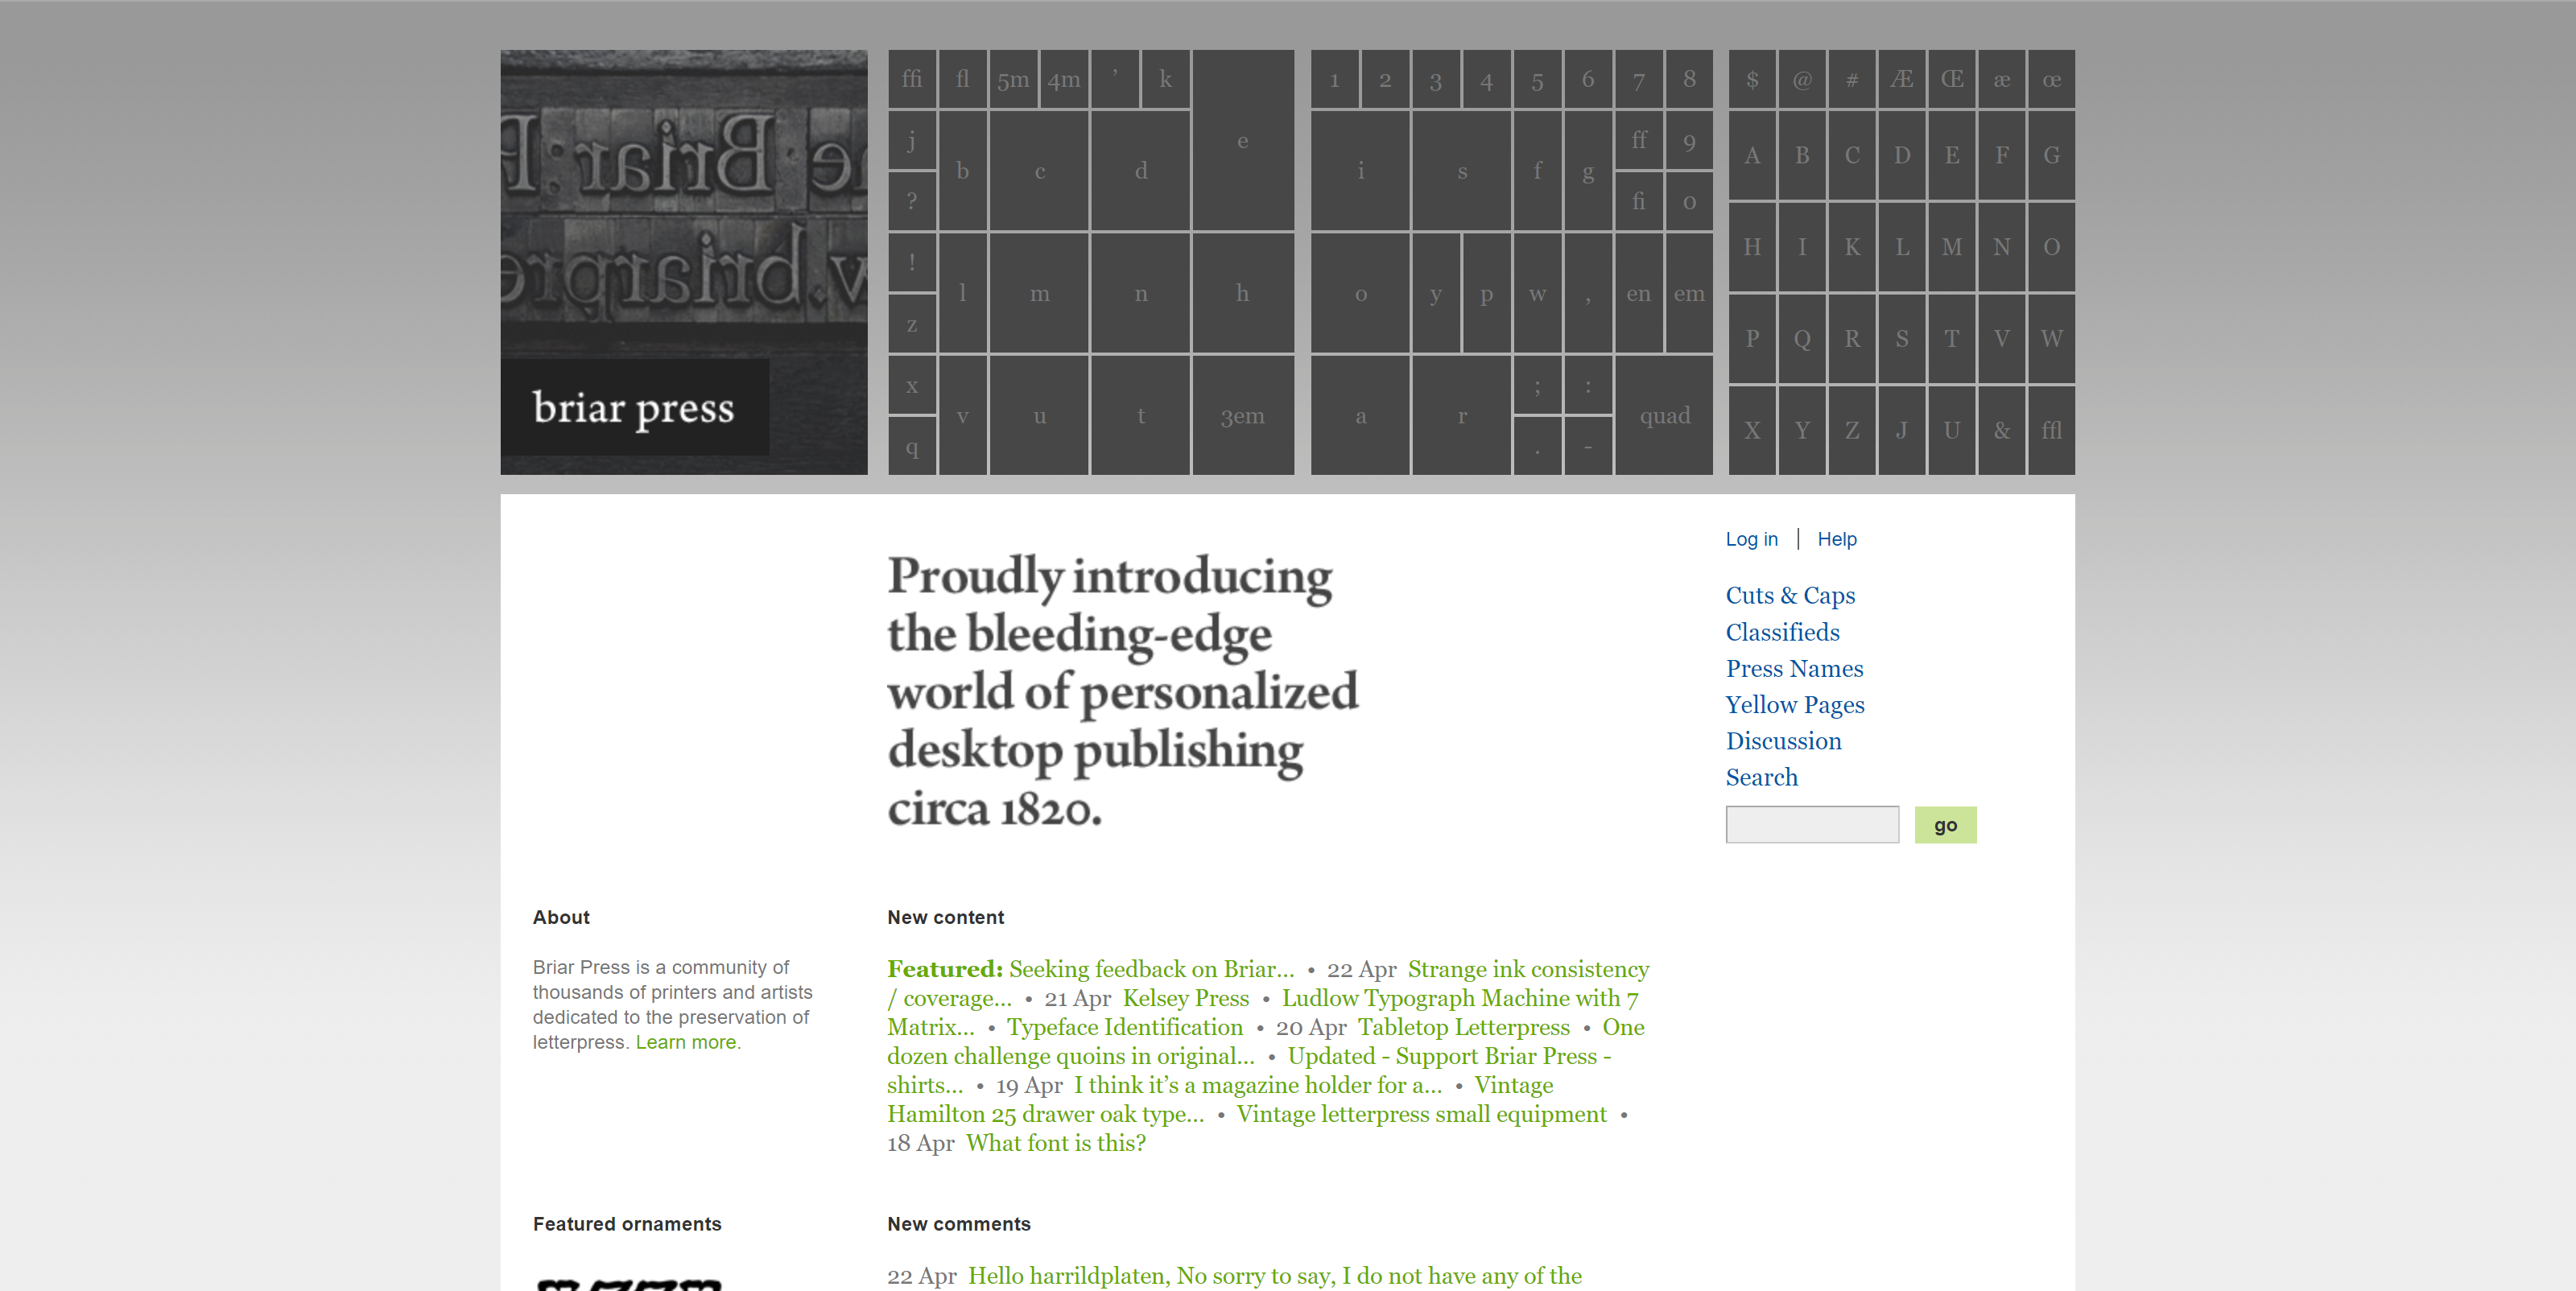 ffi fl 5m 4m ’ k e 1 2 3 4 5 6 7 8 $ @ # Æ Œ æ œ
j b c d i s f g ff 9 A B C D E F G
? fi 0
! l m n h o y p w , en em H I K L M N O
z P Q R S T V W
x v u t 3em a r ; : quad
q . - X Y Z J U & ffl
briar press
Log in | Help
Cuts & Caps
Classifieds
Press Names
Yellow Pages
Discussion
Search
go
Proudly introducing
the bleeding-edge
world of personalized
desktop publishing
circa 1820.
About
Briar Press is a community of
thousands of printers and artists
dedicated to the preservation of
letterpress. Learn more.
New content
Featured: Seeking feedback on Briar... • 22 Apr Strange ink consistency
/ coverage... • 21 Apr Kelsey Press • Ludlow Typograph Machine with 7
Matrix... • Typeface Identification • 20 Apr Tabletop Letterpress • One
dozen challenge quoins in original... • Updated - Support Briar Press -
shirts... • 19 Apr I think it’s a magazine holder for a... • Vintage
Hamilton 25 drawer oak type... • Vintage letterpress small equipment •
18 Apr What font is this?
Featured ornaments
New comments
22 Apr Hello harrildplaten, No sorry to say, I do not have any of the